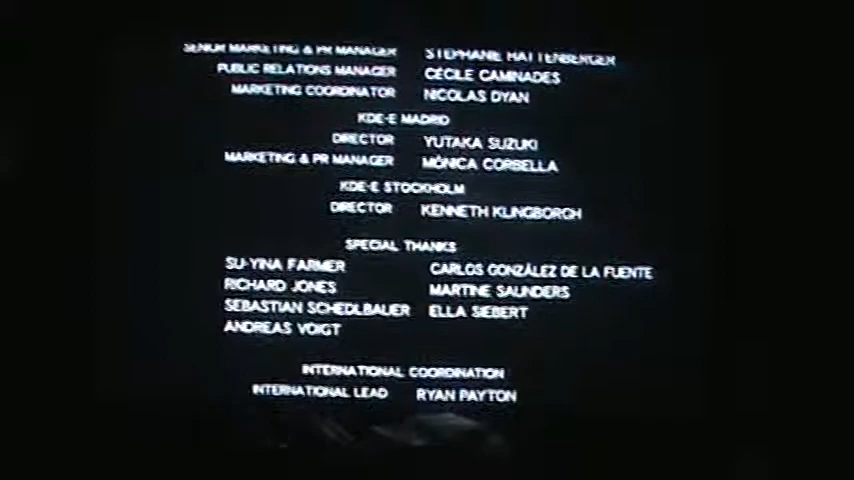 SENIOR MARKETING & PR MANAGER STEPHANIE HATTENBERGER
PUBLIC RELATIONS MANAGER CÉCILE CAMINADES
MARKETING COORDINATOR NICOLAS DYAN
KDE-E MADRID
DIRECTOR YUTAKA SUZUKI
MARKETING & PR MANAGER MÓNICA CORBELLA
KDE-E STOCKHOLM
DIRECTOR KENNETH KLINGBORCH
SPECIAL THANKS
SU-YINA FARMER CARLOS GONZÁLEZ DE LA FUENTE
RICHARD JONES MARTINE SAUNDERS
SEBASTIAN SCHEDLBAUER ELLA SIEBERT
ANDREAS VOIGT
INTERNATIONAL COORDINATION
INTERNATIONAL LEAD RYAN PAYTON